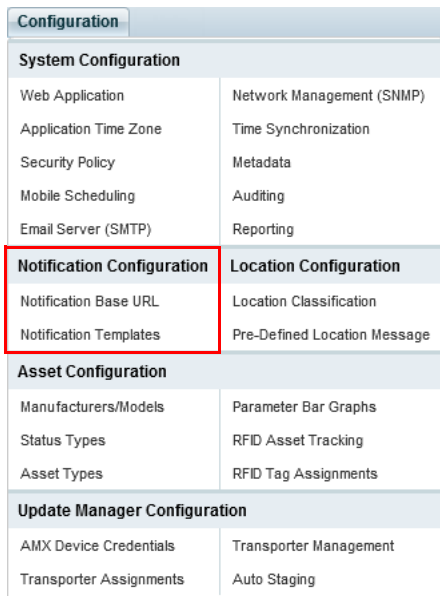 Configuration
System Configuration
Web Application
Network Management (SNMP)
Application Time Zone
Time Synchronization
Security Policy
Metadata
Mobile Scheduling
Auditing
Email Server (SMTP)
Reporting
Notification Configuration
Location Configuration
Notification Base URL
Location Classification
Notification Templates
Pre-Defined Location Message
Asset Configuration
Manufacturers/Models
Parameter Bar Graphs
Status Types
RFID Asset Tracking
Asset Types
RFID Tag Assignments
Update Manager Configuration
AMX Device Credentials
Transporter Management
Transporter Assignments
Auto Staging